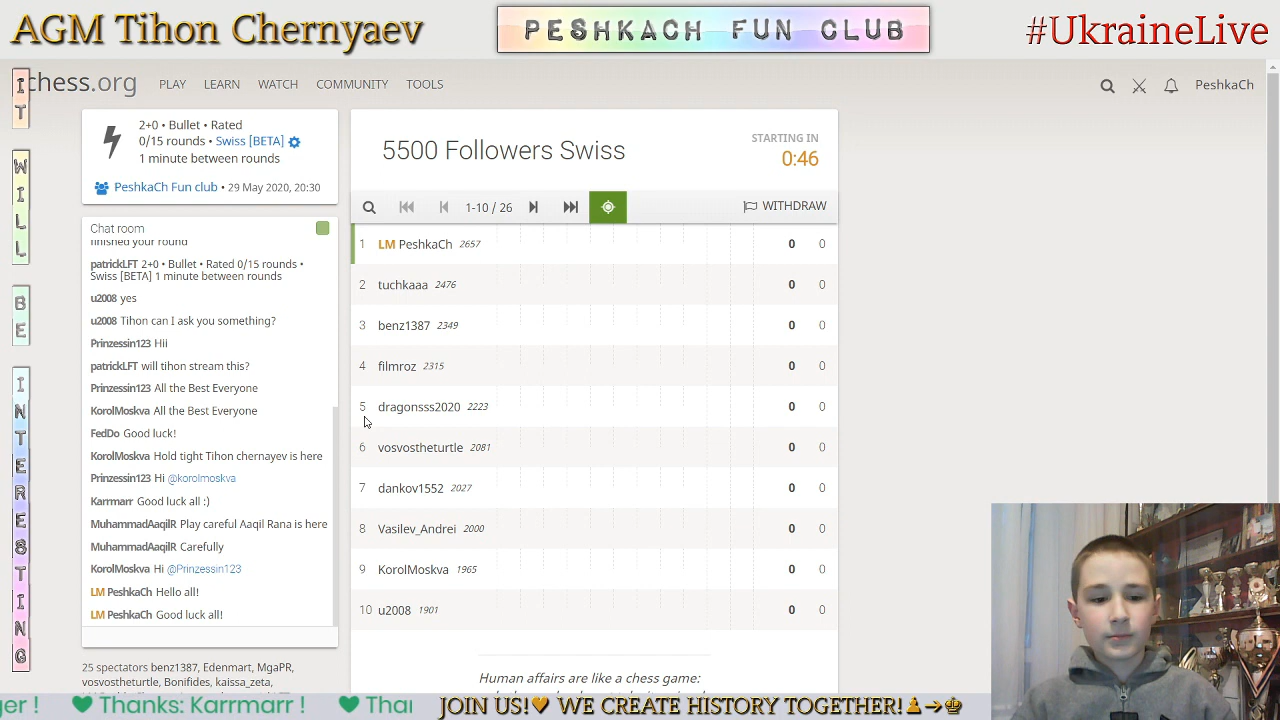 AGM Tihon Chernyaev
PESHKACH FUN CLUB
#UkraineLive
IT WILL BE INTERESTING
chess.org
PLAY LEARN WATCH COMMUNITY TOOLS
PeshkaCh
2+0 • Bullet • Rated
0/15 rounds • Swiss [BETA]
1 minute between rounds
PeshkaCh Fun club • 29 May 2020, 20:30
Chat room
finished your round
patrickLFT 2+0 • Bullet • Rated 0/15 rounds •
Swiss [BETA] 1 minute between rounds
u2008 yes
u2008 Tihon can I ask you something?
Prinzessin123 Hii
patrickLFT will tihon stream this?
Prinzessin123 All the Best Everyone
KorolMoskva All the Best Everyone
FedDo Good luck!
KorolMoskva Hold tight Tihon chernayev is here
Prinzessin123 Hi @korolmoskva
Karrmarr Good luck all :)
MuhammadAaqilR Play careful Aaqil Rana is here
MuhammadAaqilR Carefully
KorolMoskva Hi @Prinzessin123
LM PeshkaCh Hello all!
LM PeshkaCh Good luck all!
25 spectators benz1387, Edenmart, MgaPR,
vosvostheturtle, Bonifides, kaissa_zeta,
5500 Followers Swiss
STARTING IN
0:46
1-10 / 26
WITHDRAW
1 LM PeshkaCh 2657 0 0
2 tuchkaaa 2476 0 0
3 benz1387 2349 0 0
4 filmroz 2315 0 0
5 dragonsss2020 2223 0 0
6 vosvostheturtle 2081 0 0
7 dankov1552 2027 0 0
8 Vasilev_Andrei 2000 0 0
9 KorolMoskva 1965 0 0
10 u2008 1901 0 0
Human affairs are like a chess game:
ger ! Thanks: Karrmarr ! Thar
JOIN US! WE CREATE HISTORY TOGETHER!